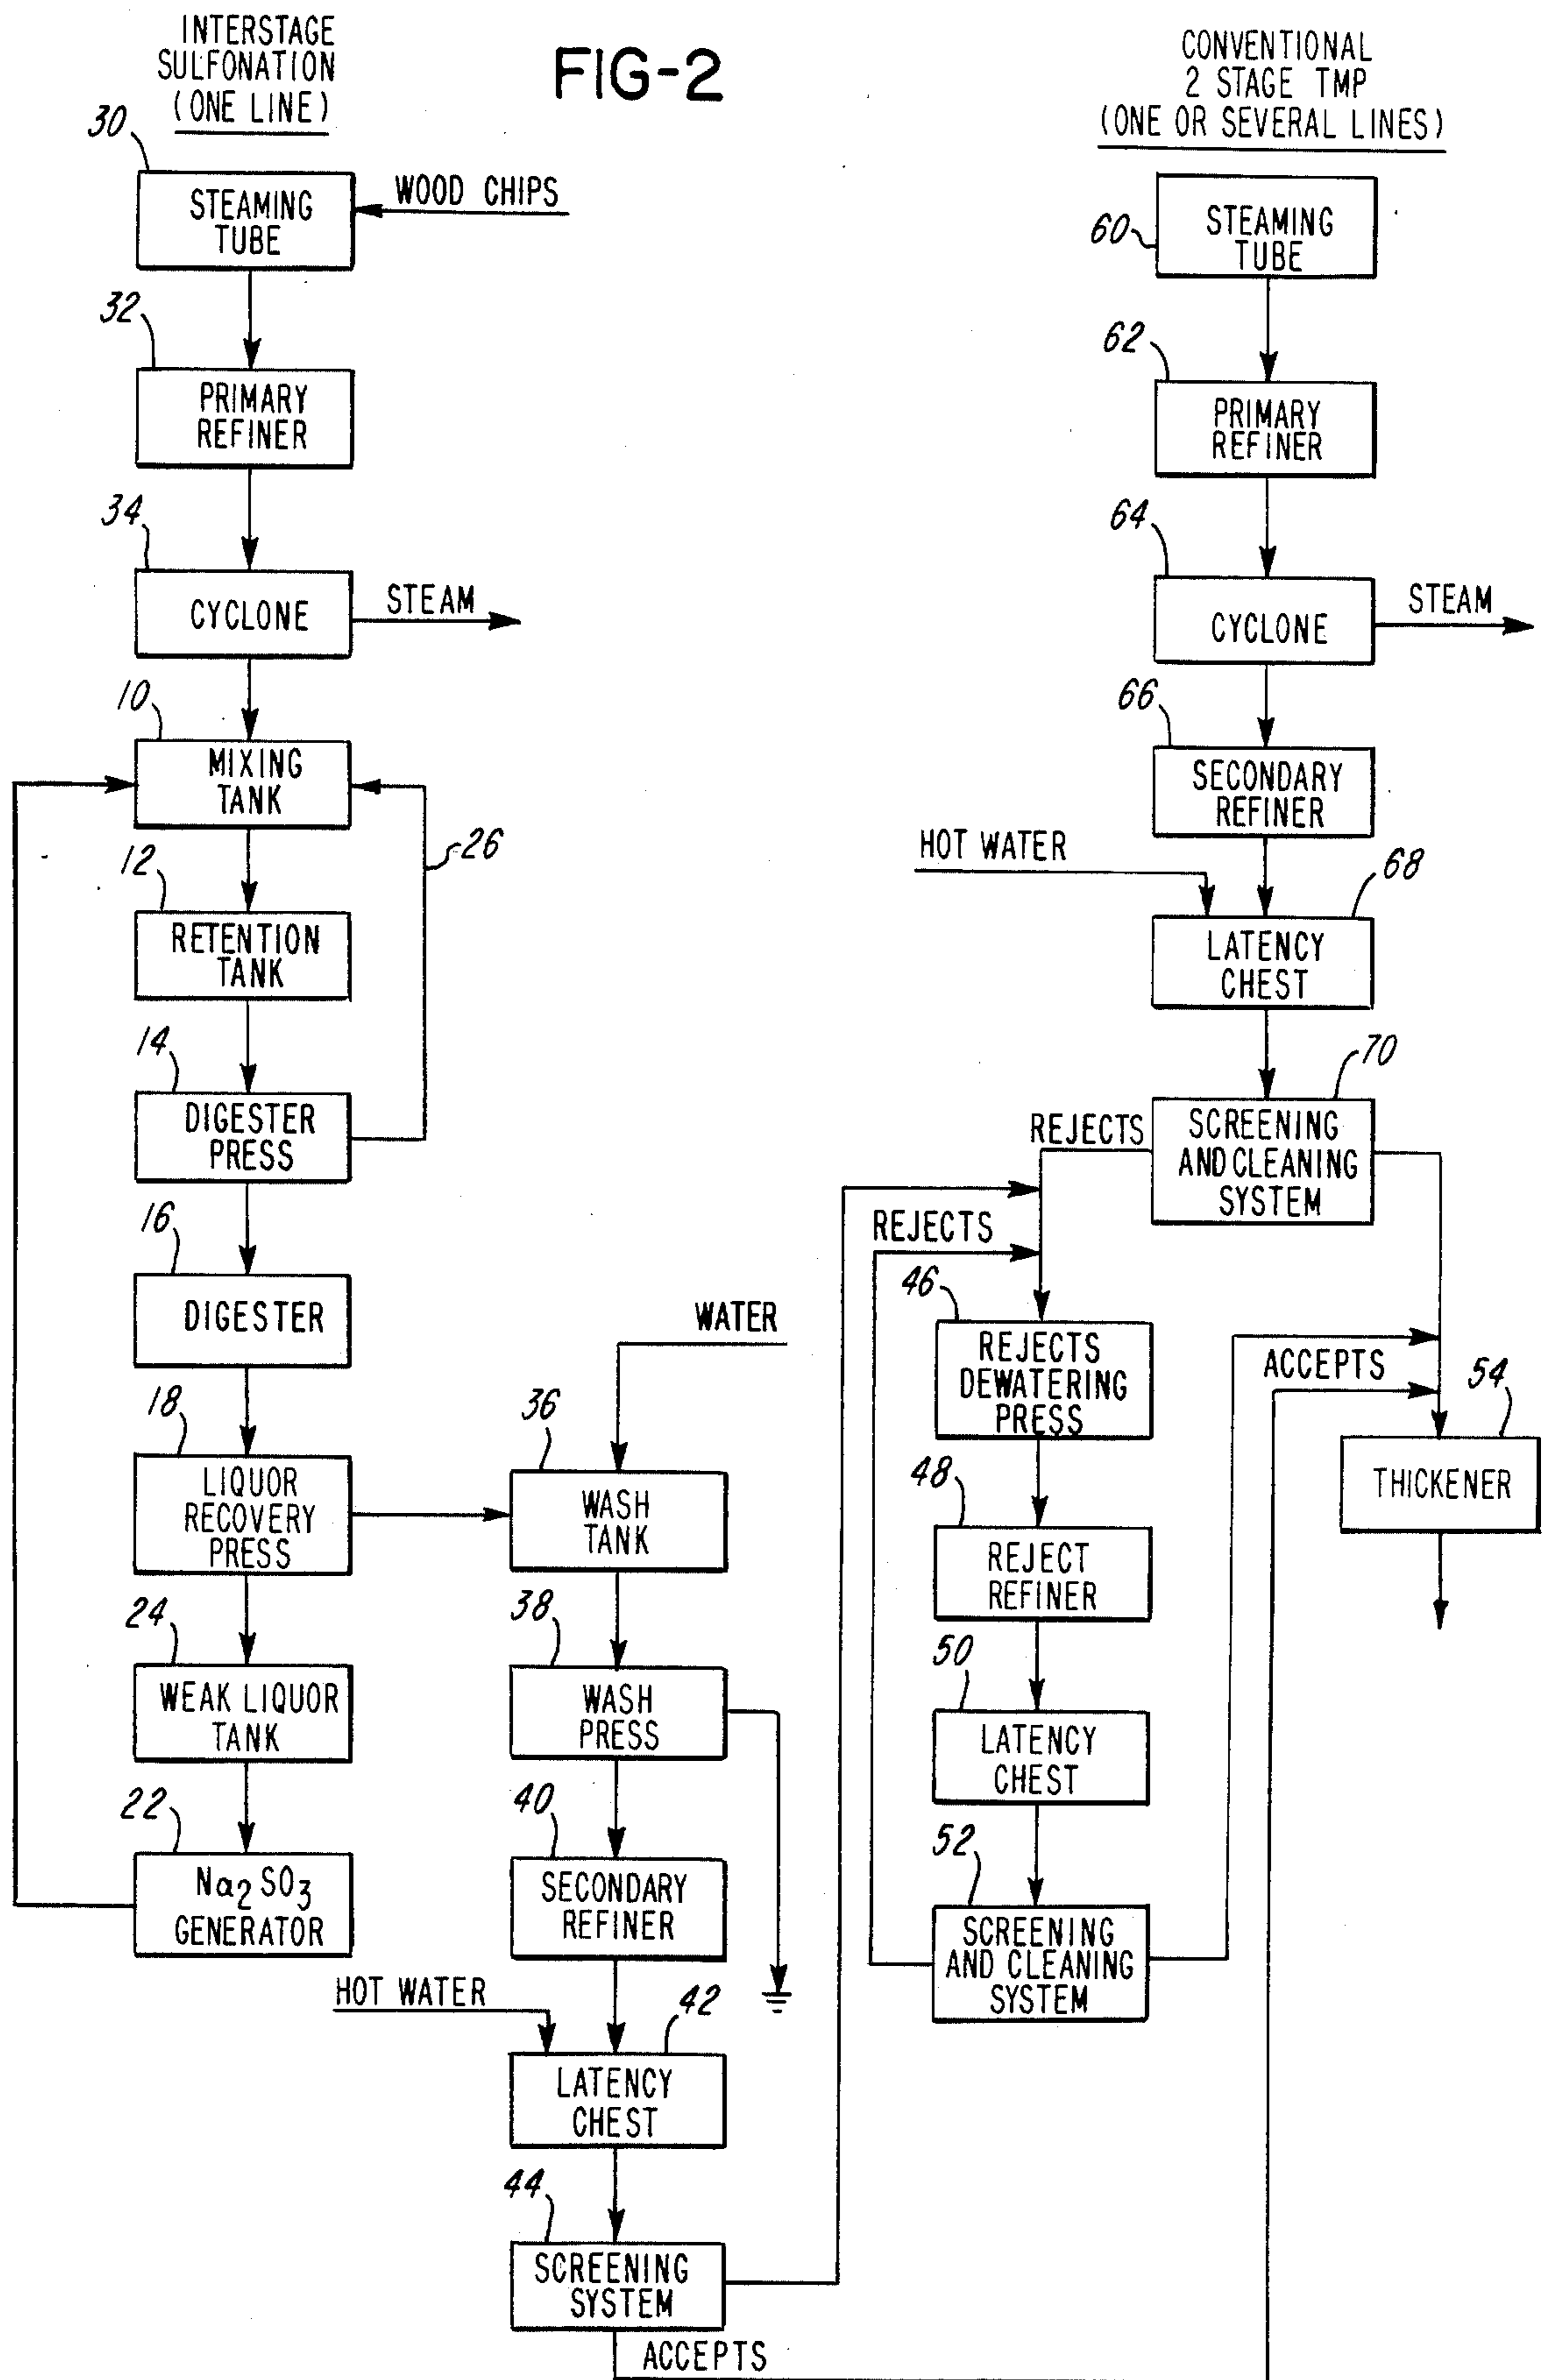 INTERSTAGE
SULFONATION
(ONE LINE)
FIG-2
CONVENTIONAL
2 STAGE TMP
(ONE OR SEVERAL LINES)
30
STEAMING
TUBE
WOOD CHIPS
32
PRIMARY
REFINER
34
CYCLONE
STEAM
10
MIXING
TANK
26
12
RETENTION
TANK
14
DIGESTER
PRESS
16
DIGESTER
18
LIQUOR
RECOVERY
PRESS
24
WEAK LIQUOR
TANK
22
Na2SO3
GENERATOR
WATER
36
WASH
TANK
38
WASH
PRESS
40
SECONDARY
REFINER
HOT WATER
42
LATENCY
CHEST
44
SCREENING
SYSTEM
ACCEPTS
60
STEAMING
TUBE
62
PRIMARY
REFINER
64
CYCLONE
STEAM
66
SECONDARY
REFINER
HOT WATER
68
LATENCY
CHEST
70
SCREENING
AND CLEANING
SYSTEM
REJECTS
REJECTS
46
REJECTS
DEWATERING
PRESS
48
REJECT
REFINER
50
LATENCY
CHEST
52
SCREENING
AND CLEANING
SYSTEM
ACCEPTS
54
THICKENER